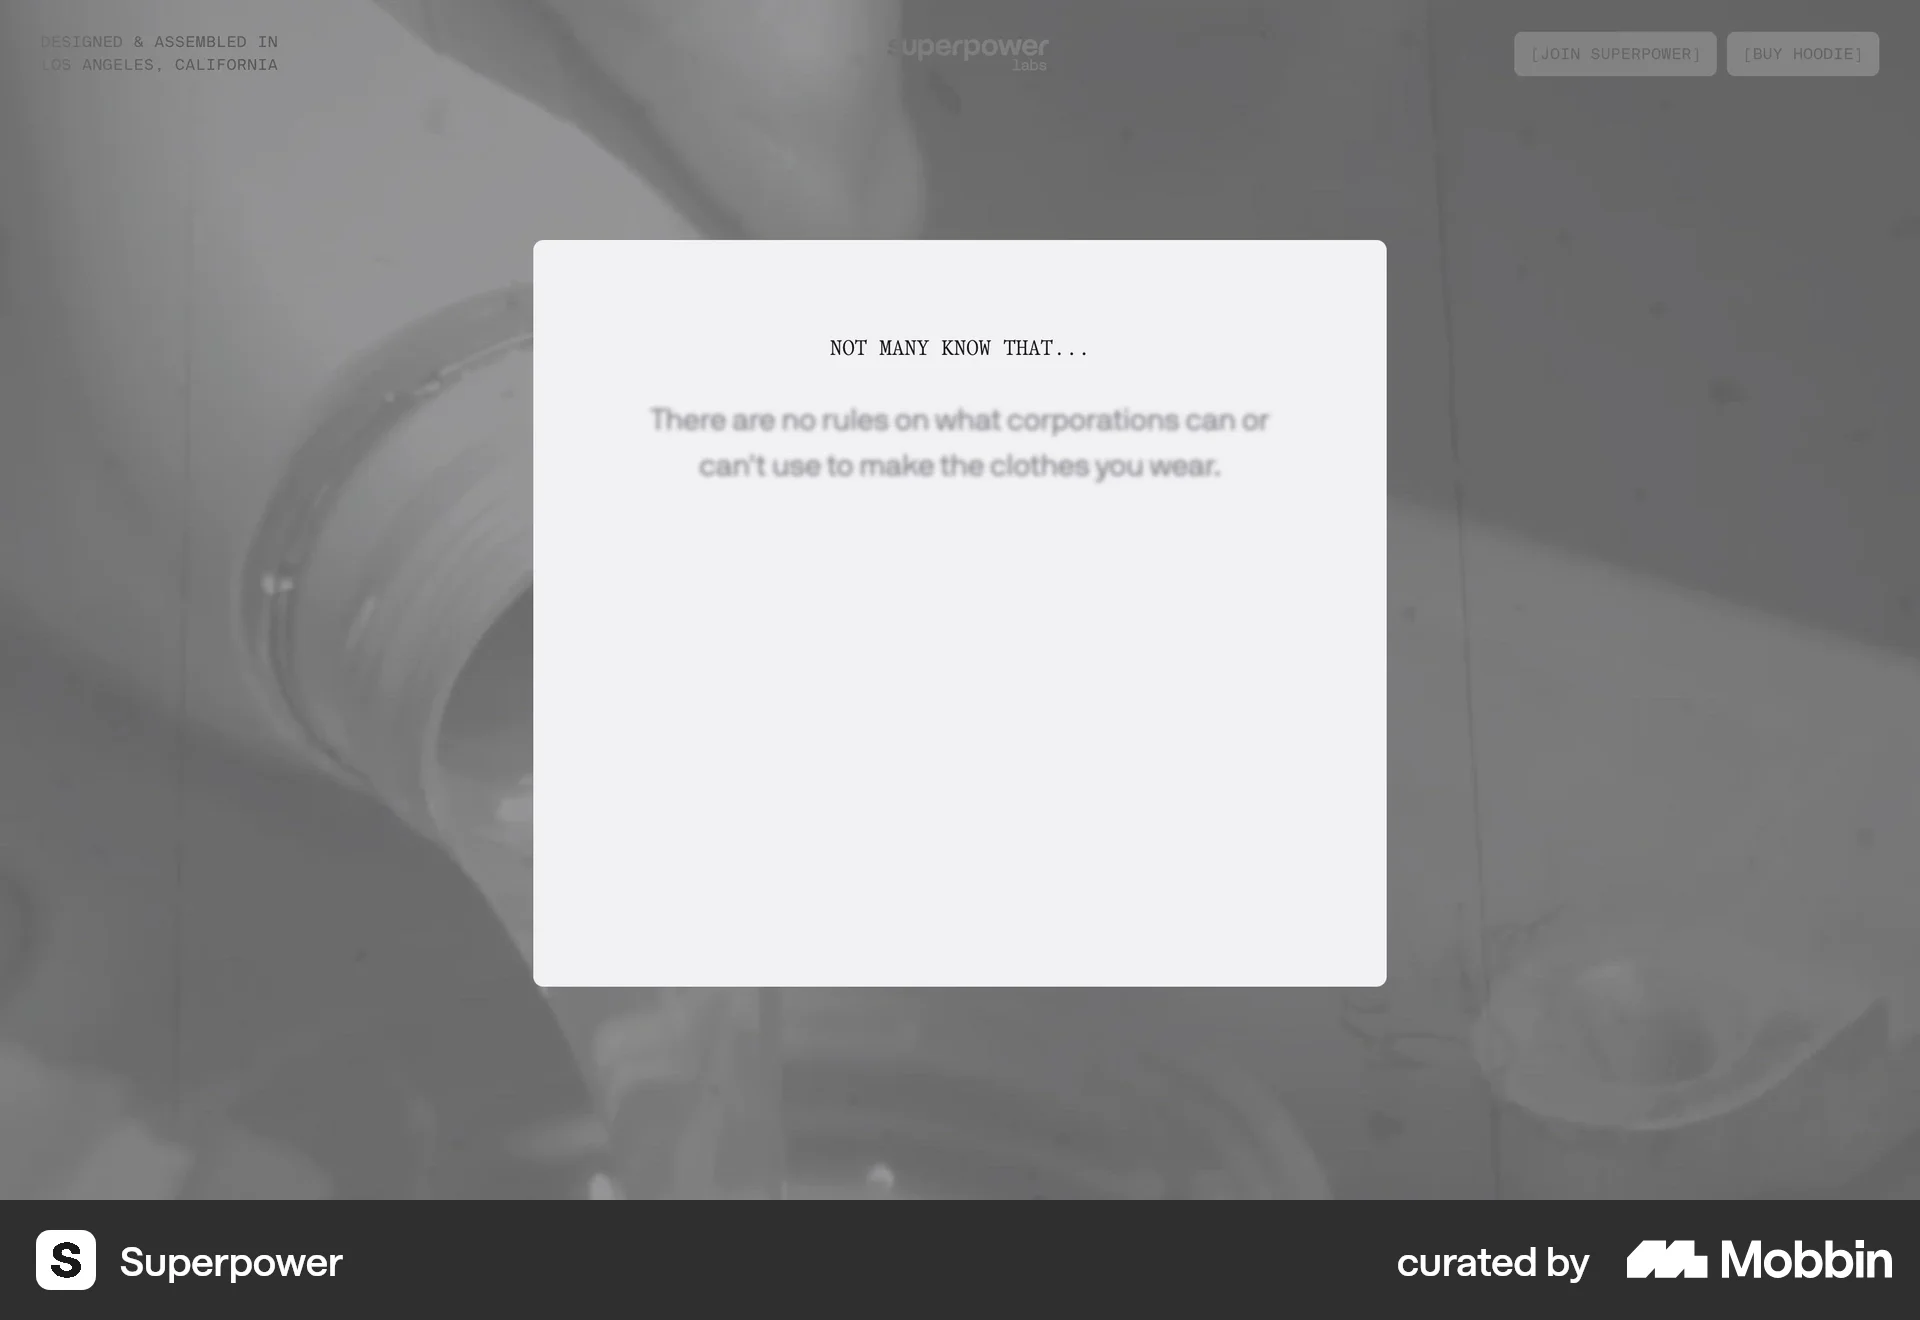 DESIGNED & ASSEMBLED IN
LOS ANGELES, CALIFORNIA
superpower
labs
[JOIN SUPERPOWER]
[BUY HOODIE]
NOT MANY KNOW THAT...
There are no rules on what corporations can or
can't use to make the clothes you wear.
S
Superpower
curated by
Mobbin